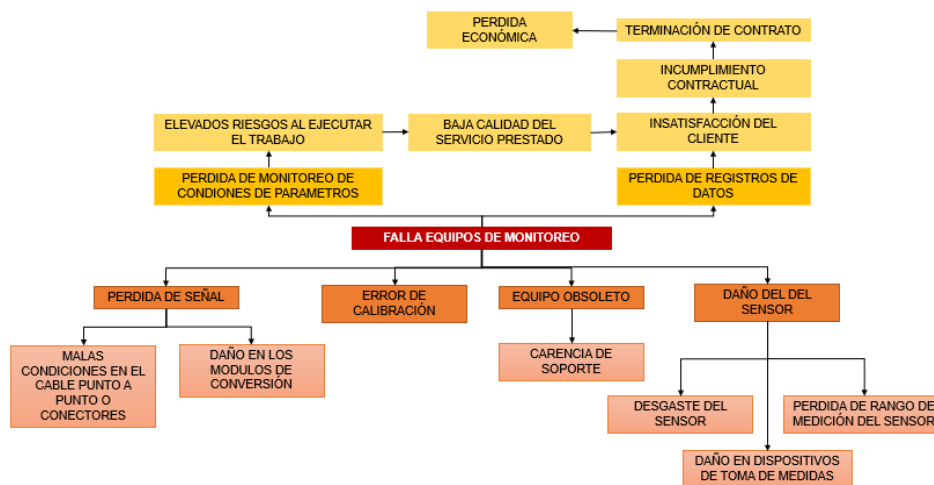 PERDIDA
ECONÓMICA
TERMINACIÓN DE CONTRATO
INCUMPLIMIENTO
CONTRACTUAL
ELEVADOS RIESGOS AL EJECUTAR
EL TRABAJO
BAJA CALIDAD DEL
SERVICIO PRESTADO
INSATISFACCIÓN DEL
CLIENTE
PERDIDA DE MONITOREO DE
CONDIONES DE PARAMETROS
PERDIDA DE REGISTROS DE
DATOS
FALLA EQUIPOS DE MONITOREO
PERDIDA DE SEÑAL
ERROR DE
CALIBRACIÓN
EQUIPO OBSOLETO
DAÑO DEL DEL
SENSOR
MALAS
CONDICIONES EN EL
CABLE PUNTO A
PUNTO O
CONECTORES
DAÑO EN LOS
MODULOS DE
CONVERSIÓN
CARENCIA DE
SOPORTE
DESGASTE DEL
SENSOR
PERDIDA DE RANGO DE
MEDICIÓN DEL SENSOR
DAÑO EN DISPOSITIVOS
DE TOMA DE MEDIDAS